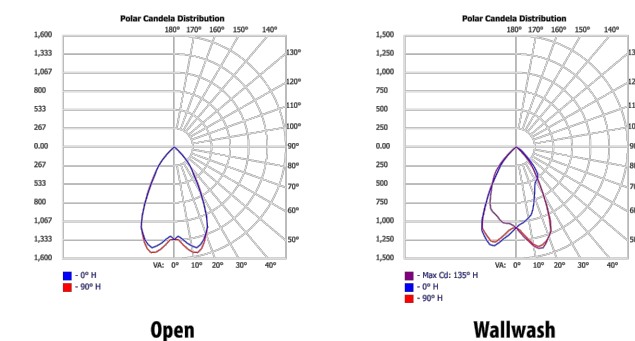 Polar Candela Distribution
180° 170° 160° 150° 140°
1,600
1,333
1,067
800
533
267
0.00
267
533
800
1,067
1,333
1,600
130°
120°
110°
100°
90°
80°
70°
60°
50°
VA: 0° 10° 20° 30° 40°
- 0° H
- 90° H
Open
Polar Candela Distribution
180° 170° 160° 150° 140°
1,500
1,250
1,000
750
500
250
0.00
250
500
750
1,000
1,250
1,500
VA: 0° 10° 20° 30° 40°
- Max Cd: 135° H
- 0° H
- 90° H
Wallwash